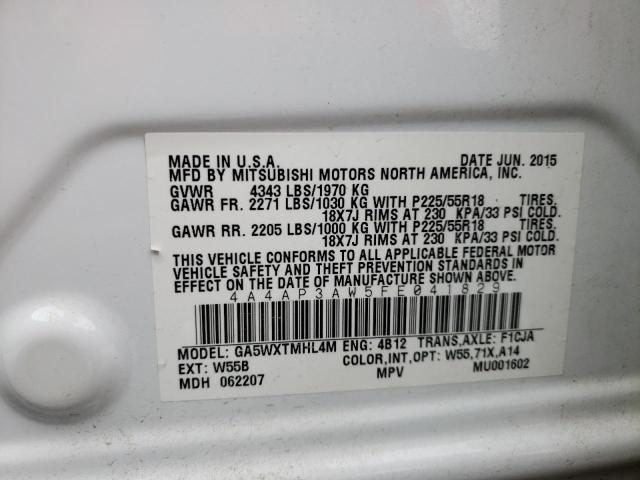 MADE IN U.S.A. DATE JUN. 2015
MFD BY MITSUBISHI MOTORS NORTH AMERICA, INC.
GVWR 4343 LBS/1970 KG
GAWR FR. 2271 LBS/1030 KG WITH P225/55R18 TIRES,
18X7J RIMS AT 230 KPA/33 PSI COLD.
GAWR RR. 2205 LBS/1000 KG WITH P225/55R18 TIRES,
18X7J RIMS AT 230 KPA/33 PSI COLD.
THIS VEHICLE CONFORMS TO ALL APPLICABLE FEDERAL MOTOR
VEHICLE SAFETY AND THEFT PREVENTION STANDARDS IN
EFFECT ON THE DATE OF MANUFACTURE SHOWN ABOVE.
4A4AP3AW5FE041829
MODEL: GA5WXTMHL4M ENG: 4B12 TRANS,AXLE: F1CJA
EXT: W55B COLOR,INT,OPT: W55,71X,A14
MDH 062207 MPV MU001602